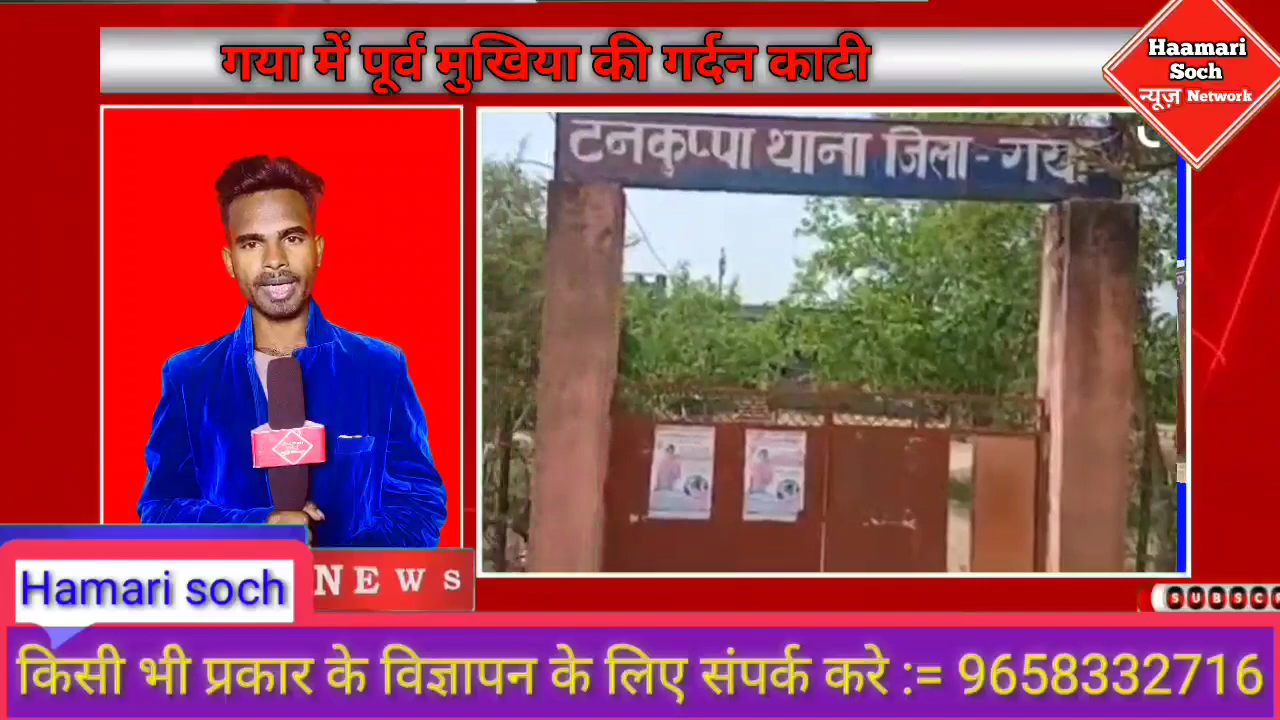 गया में पूर्व मुखिया की गर्दन काटी
Haamari
Soch
न्यूज़ Network
टनकुप्पा थाना जिला - गया
Hamari soch
NEWS
किसी भी प्रकार के विज्ञापन के लिए संपर्क करे := 9658332716